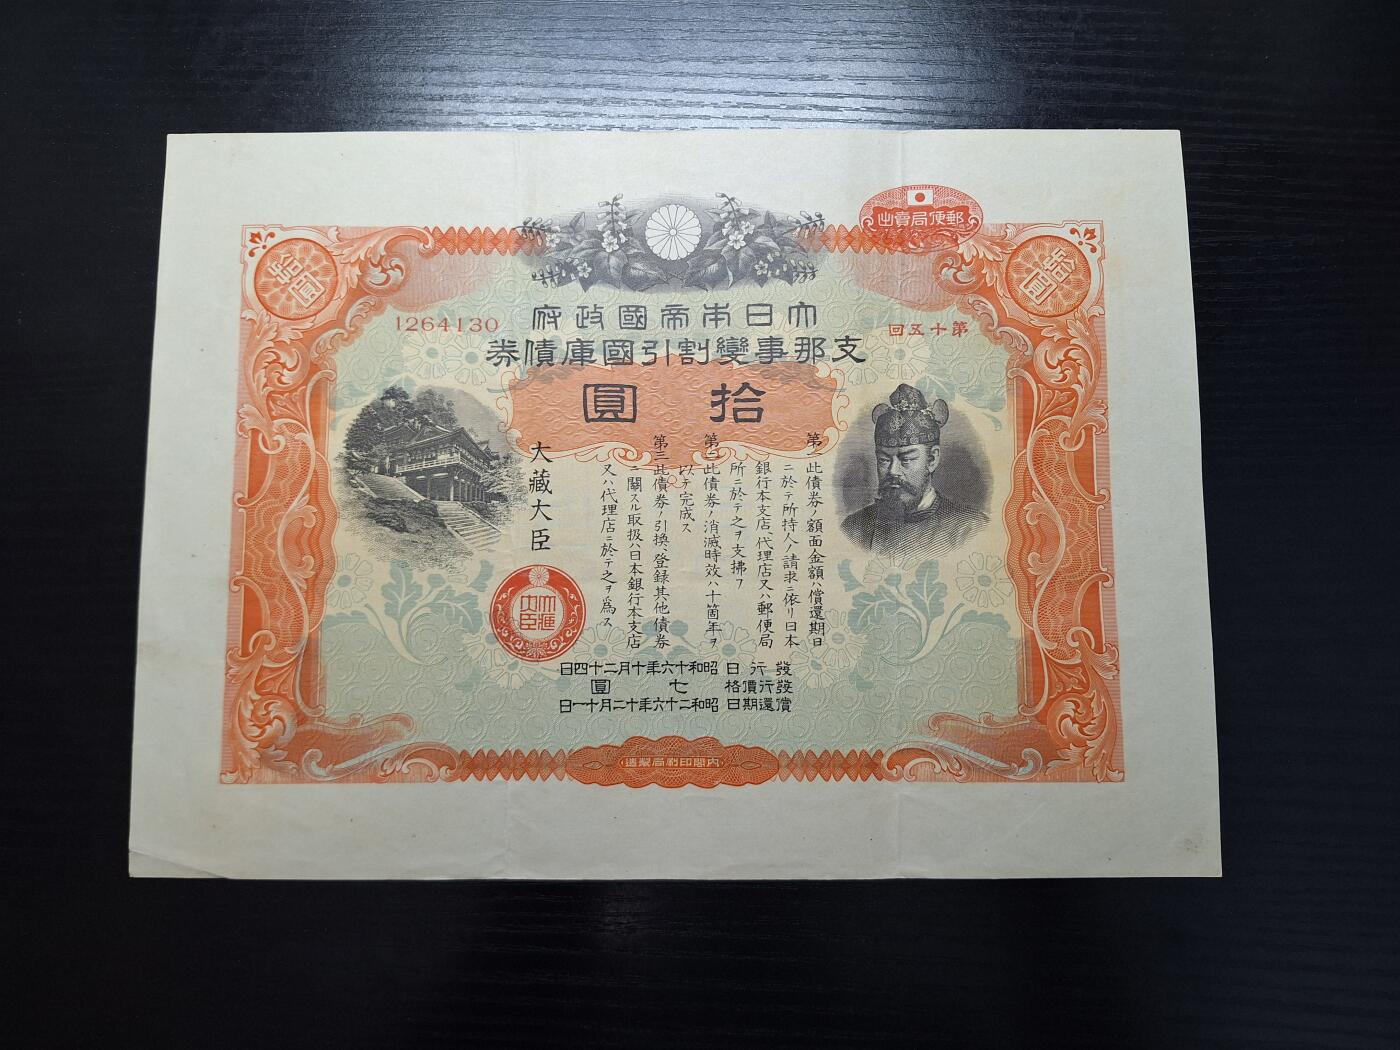 郵便局賣出
拾圓
拾圓
大日本帝國政府
第十五回
1264130
支那事變割引國庫債券
拾圓
第一此債券ノ額面金額ハ償還期日
ニ於テ所持人ノ請求ニ依リ日本
銀行本支店、代理店又ハ郵便局
所ニ於テ之ヲ支拂フ
第二此債券ノ消滅時效ハ十箇年ヲ
以テ完成ス
第三此債券ノ引換、登録其他債券
ニ關スル取扱ハ日本銀行本支店
又ハ代理店ニ於テ之ヲ爲ス
大藏大臣
大藏大臣
發行日 昭和十六年十月二十四日
發行價格 七圓
償還期日 昭和二十六年十二月十一日
内閣印刷局製造